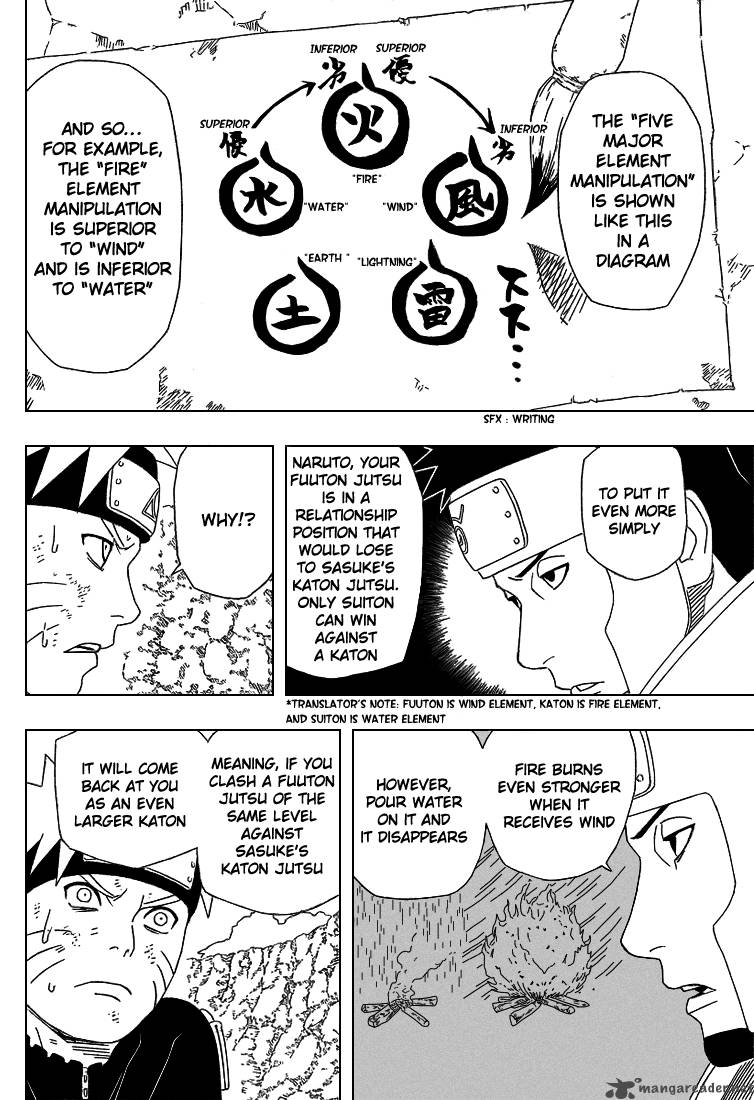 THE "FIVE
MAJOR
ELEMENT
MANIPULATION"
IS SHOWN
LIKE THIS
IN A
DIAGRAM
INFERIOR
SUPERIOR
劣
優
火
"FIRE"
SUPERIOR
優
水
"WATER"
INFERIOR
劣
風
"WIND"
"EARTH"
土
"LIGHTNING"
雷
下
下
AND SO...
FOR EXAMPLE,
THE "FIRE"
ELEMENT
MANIPULATION
IS SUPERIOR
TO "WIND"
AND IS INFERIOR
TO "WATER"
SFX : WRITING
TO PUT IT
EVEN MORE
SIMPLY
NARUTO, YOUR
FUUTON JUTSU
IS IN A
RELATIONSHIP
POSITION THAT
WOULD LOSE
TO SASUKE'S
KATON JUTSU.
ONLY SUITON
CAN WIN
AGAINST
A KATON
WHY!?
*TRANSLATOR'S NOTE: FUUTON IS WIND ELEMENT, KATON IS FIRE ELEMENT,
AND SUITON IS WATER ELEMENT
FIRE BURNS
EVEN STRONGER
WHEN IT
RECEIVES WIND
HOWEVER,
POUR WATER
ON IT AND
IT DISAPPEARS
MEANING, IF YOU
CLASH A FUUTON
JUTSU OF THE
SAME LEVEL
AGAINST
SASUKE'S
KATON JUTSU
IT WILL COME
BACK AT YOU
AS AN EVEN
LARGER KATON